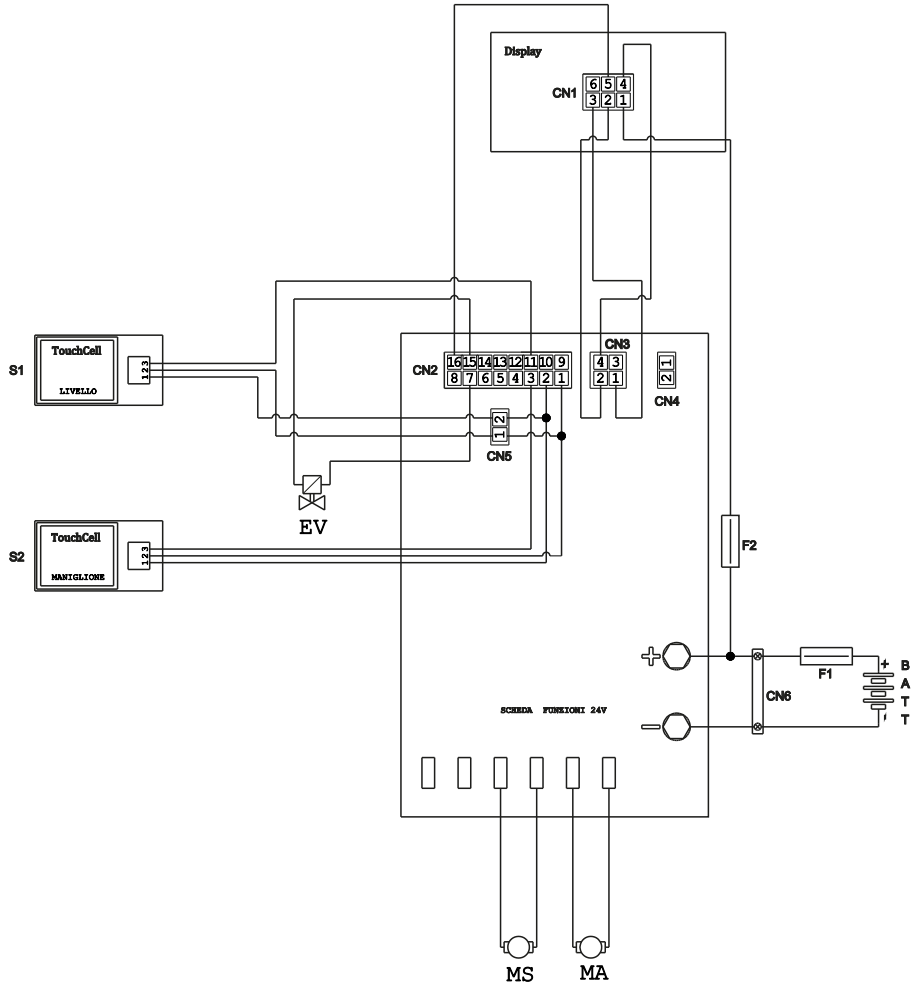 Display
6 5 4
CN1
3 2 1
CN3
S1
TouchCell
1 2 3
LIVELLO
CN2
16 15 14 13 12 11 10 9
8 7 6 5 4 3 2 1
4 3
2 1
2 1
CN4
1 2
CN5
EV
S2
TouchCell
1 2 3
MANIGLIONE
F2
+
F1
+
B
A
T
T
CN6
SCHEDA FUNZIONI 24V
-
MS
MA